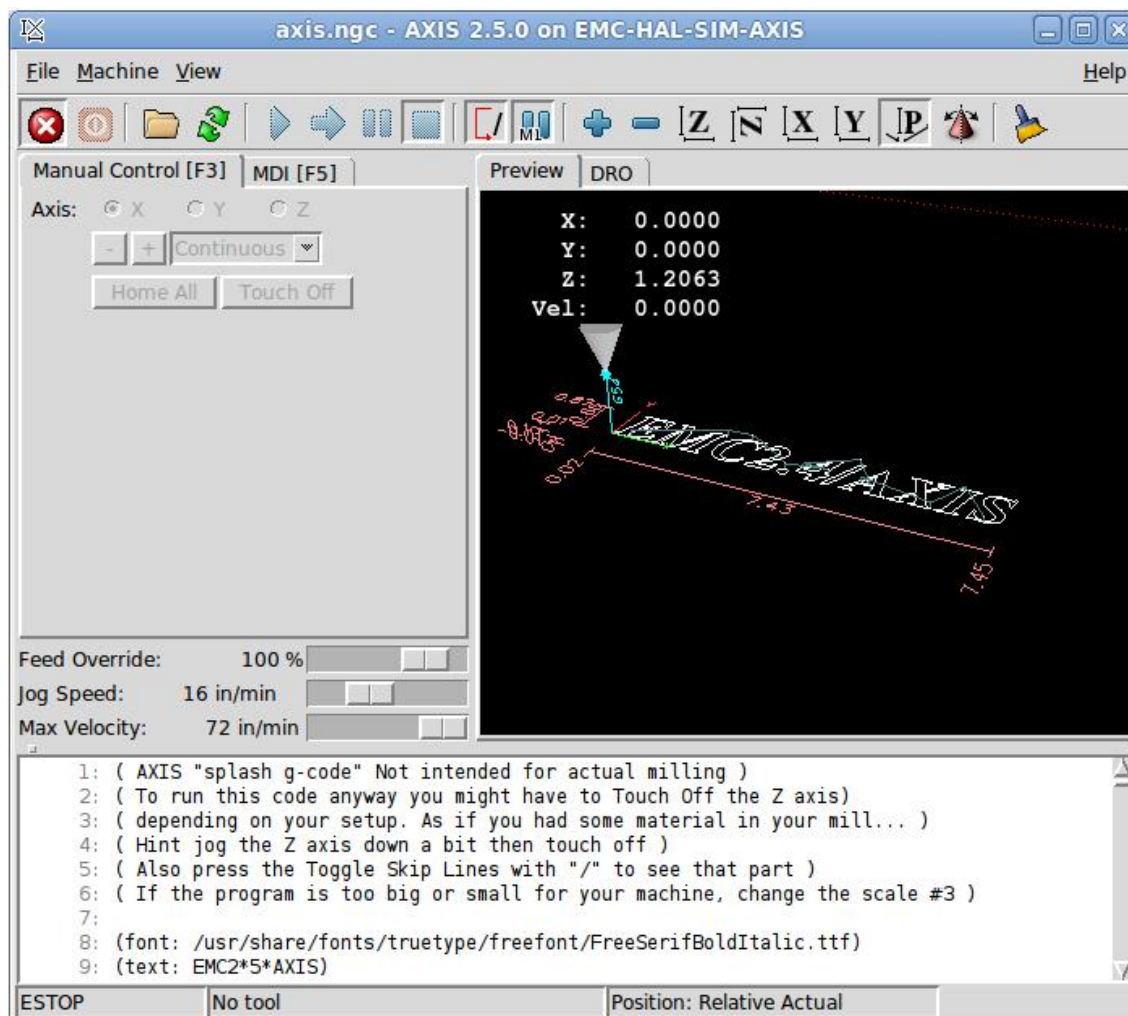 axis.ngc - AXIS 2.5.0 on EMC-HAL-SIM-AXIS
File Machine View Help
M1 Z N X Y P
Manual Control [F3] MDI [F5]
Preview DRO
Axis: X Y Z
- + Continuous
Home All Touch Off
X: 0.0000
Y: 0.0000
Z: 1.2063
Vel: 0.0000
G54
EMC2.4/AXIS
0.02
7.43
7.45
Feed Override: 100 %
Jog Speed: 16 in/min
Max Velocity: 72 in/min
1: ( AXIS "splash g-code" Not intended for actual milling )
2: ( To run this code anyway you might have to Touch Off the Z axis)
3: ( depending on your setup. As if you had some material in your mill... )
4: ( Hint jog the Z axis down a bit then touch off )
5: ( Also press the Toggle Skip Lines with "/" to see that part )
6: ( If the program is too big or small for your machine, change the scale #3 )
7:
8: (font: /usr/share/fonts/truetype/freefont/FreeSerifBoldItalic.ttf)
9: (text: EMC2*5*AXIS)
ESTOP No tool Position: Relative Actual